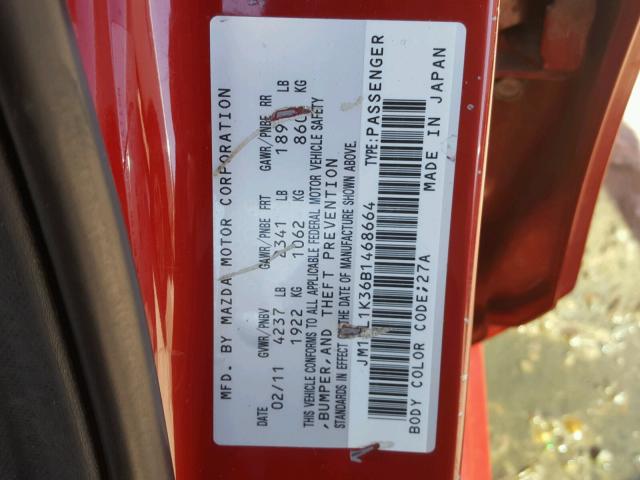 MFD. BY MAZDA MOTOR CORPORATION
DATE GVWR/PNBV GAWR/PNBE FRT GAWR/PNBE RR
02/11 4237 LB 2341 LB LB
1922 KG 1062 KG KG
THIS VEHICLE CONFORMS TO ALL APPLICABLE FEDERAL MOTOR VEHICLE SAFETY
, BUMPER, AND THEFT PREVENTION
STANDARDS IN EFFECT ON THE DATE OF MANUFACTURE SHOWN ABOVE.
TYPE:PASSENGER
BODY COLOR CODE:27A MADE IN JAPAN